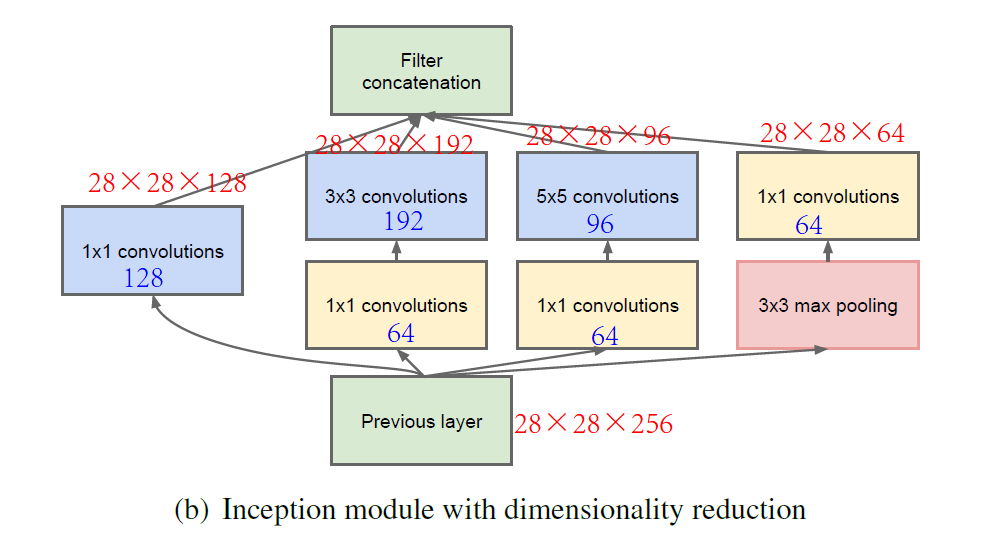 Filter
concatenation
28×28×192
28×28×96
28×28×64
28×28×128
3x3 convolutions
192
5x5 convolutions
96
1x1 convolutions
64
1x1 convolutions
128
1x1 convolutions
64
1x1 convolutions
64
3x3 max pooling
Previous layer
28×28×256
(b) Inception module with dimensionality reduction